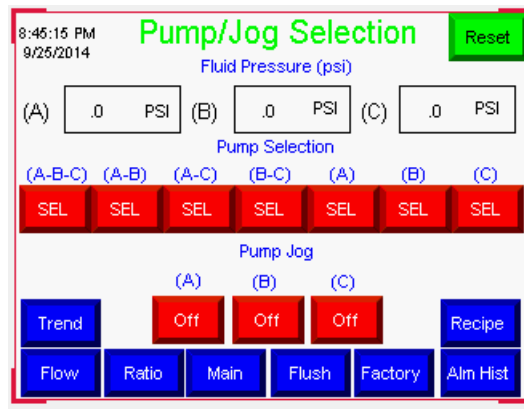 8:45:15 PM Pump/Jog Selection Reset
9/25/2014
Fluid Pressure (psi)
(A) .0 PSI (B) .0 PSI (C) .0 PSI
Pump Selection
(A-B-C) (A-B) (A-C) (B-C) (A) (B) (C)
SEL SEL SEL SEL SEL SEL SEL
Pump Jog
(A) (B) (C)
Trend Off Off Off Recipe
Flow Ratio Main Flush Factory Alm Hist